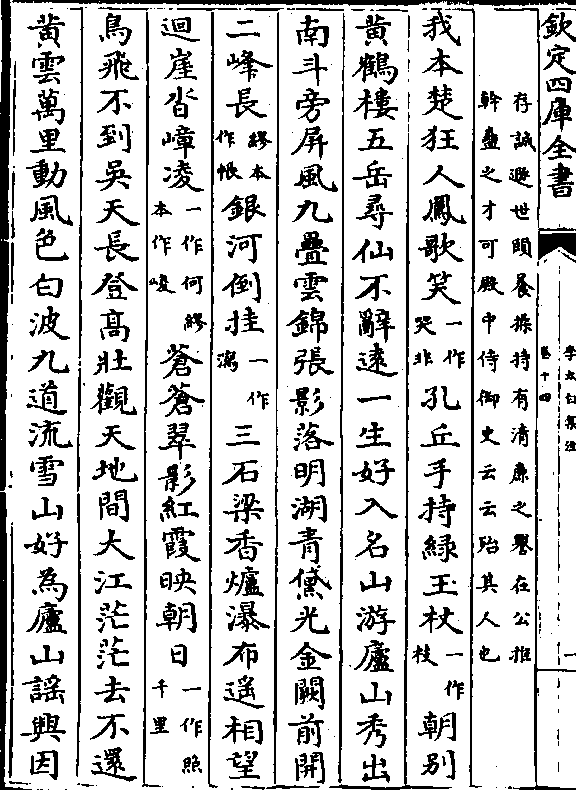 欽定四庫全書
李太白集注
卷十四
一
存誠遯世頤養操持有清廉之譽在公推
幹蠱之才可殿中侍御史云云殆其人也
我本楚狂人鳳歌笑一作哭非孔丘手持緑玉杖一作枝朝别
黄鶴樓五岳尋仙不辭逺一生好入名山游廬山秀出
南斗旁屏風九疊雲錦張影落明湖青黛光金闕前開
二峰長繆本作悵銀河倒挂一作瀉三石梁香爐瀑布遥相望
迴崖沓嶂凌一作何繆本作崚蒼蒼翠影紅霞映朝日一作照千里
鳥飛不到吳天長登髙壯觀天地間大江茫茫去不還
黄雲萬里動風色白波九道流雪山好為廬山謡興因